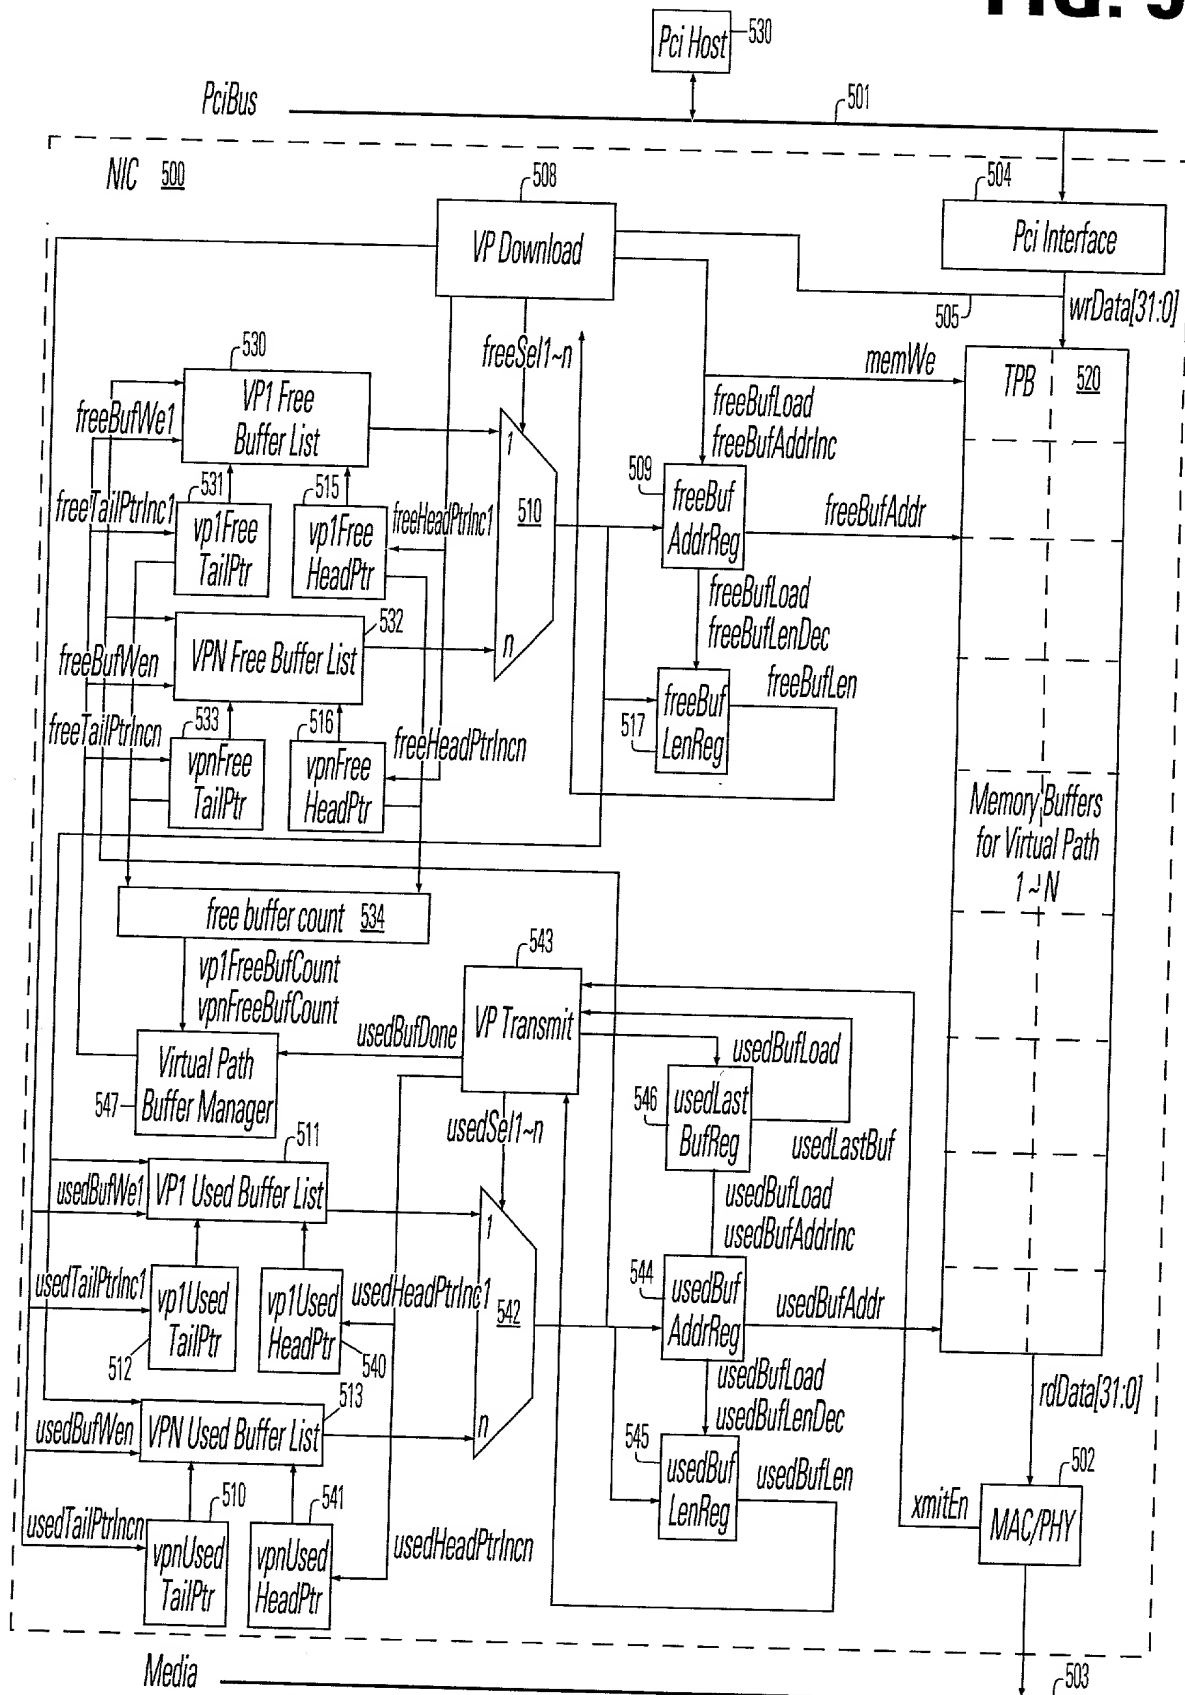 FIG. 5
Pci Host
530
PciBus
501
NIC 500
508
VP Download
504
Pci Interface
505
wrData[31:0]
freeSel1~n
memWe
TPB
520
530
VP1 Free
Buffer List
freeBufWe1
freeBufLoad
freeBufAddrInc
1
510
n
509
freeBuf
AddrReg
freeBufAddr
freeTailPtrInc1
531
vp1Free
TailPtr
515
vp1Free
HeadPtr
freeHeadPtrInc1
freeBufLoad
freeBufLenDec
532
VPN Free Buffer List
freeBufWen
freeBufLen
freeBuf
LenReg
517
freeTailPtrIncn
533
vpnFree
TailPtr
516
vpnFree
HeadPtr
freeHeadPtrIncn
Memory Buffers
for Virtual Path
1~N
free buffer count 534
vp1FreeBufCount
vpnFreeBufCount
543
VP Transmit
usedBufDone
usedBufLoad
Virtual Path
Buffer Manager
547
546
usedLast
BufReg
usedLastBuf
usedSel1~n
511
VP1 Used Buffer List
usedBufWe1
usedBufLoad
usedBufAddrInc
1
542
n
usedTailPtrInc1
vp1Used
TailPtr
512
vp1Used
HeadPtr
540
usedHeadPtrInc1
544
usedBuf
AddrReg
usedBufAddr
usedBufLoad
usedBufLenDec
513
VPN Used Buffer List
usedBufWen
545
usedBuf
LenReg
usedBufLen
rdData[31:0]
502
MAC/PHY
xmitEn
usedTailPtrIncn
510
vpnUsed
TailPtr
541
vpnUsed
HeadPtr
usedHeadPtrIncn
Media
503